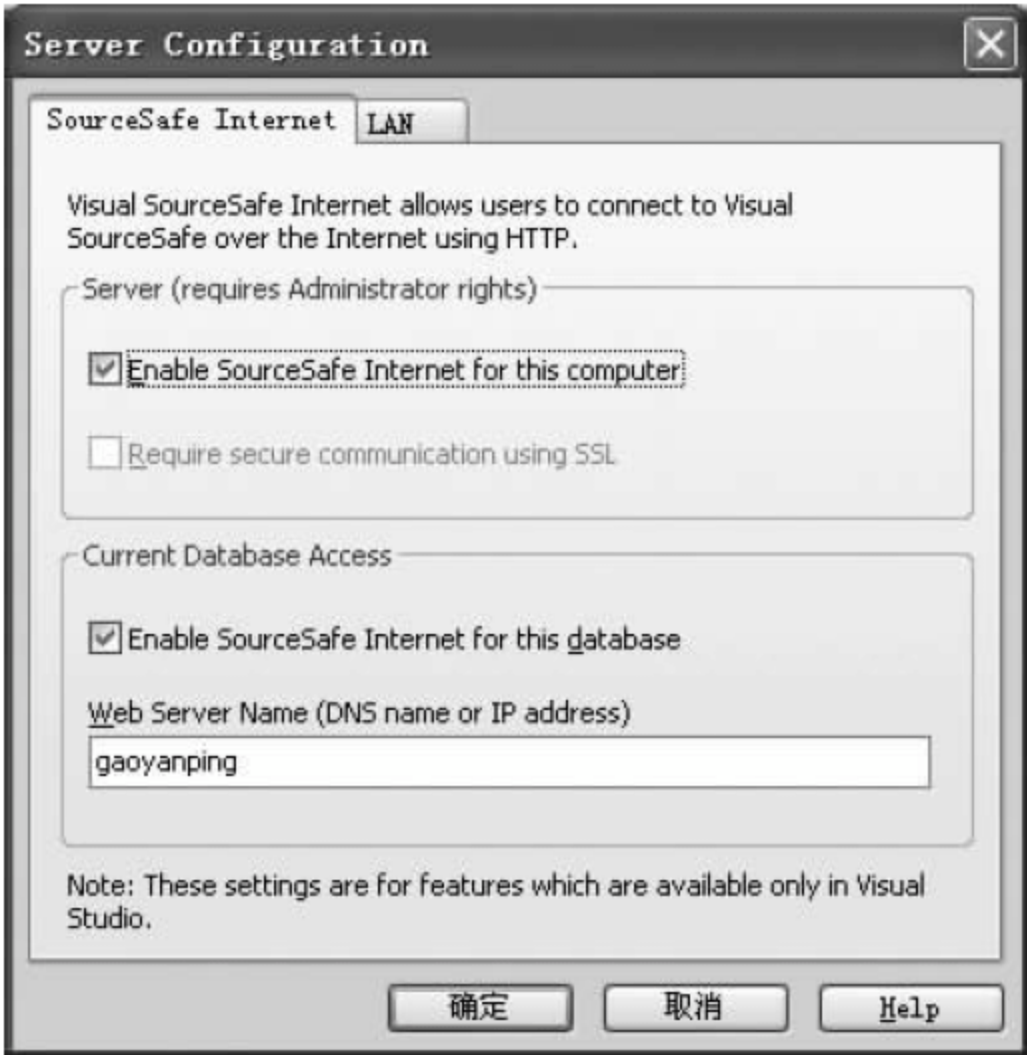 Server Configuration
SourceSafe Internet
LAN
Visual SourceSafe Internet allows users to connect to Visual
SourceSafe over the Internet using HTTP.
Server (requires Administrator rights)
Enable SourceSafe Internet for this computer
Require secure communication using SSL
Current Database Access
Enable SourceSafe Internet for this database
Web Server Name (DNS name or IP address)
gaoyanping
Note: These settings are for features which are available only in Visual
Studio.
确定
取消
Help